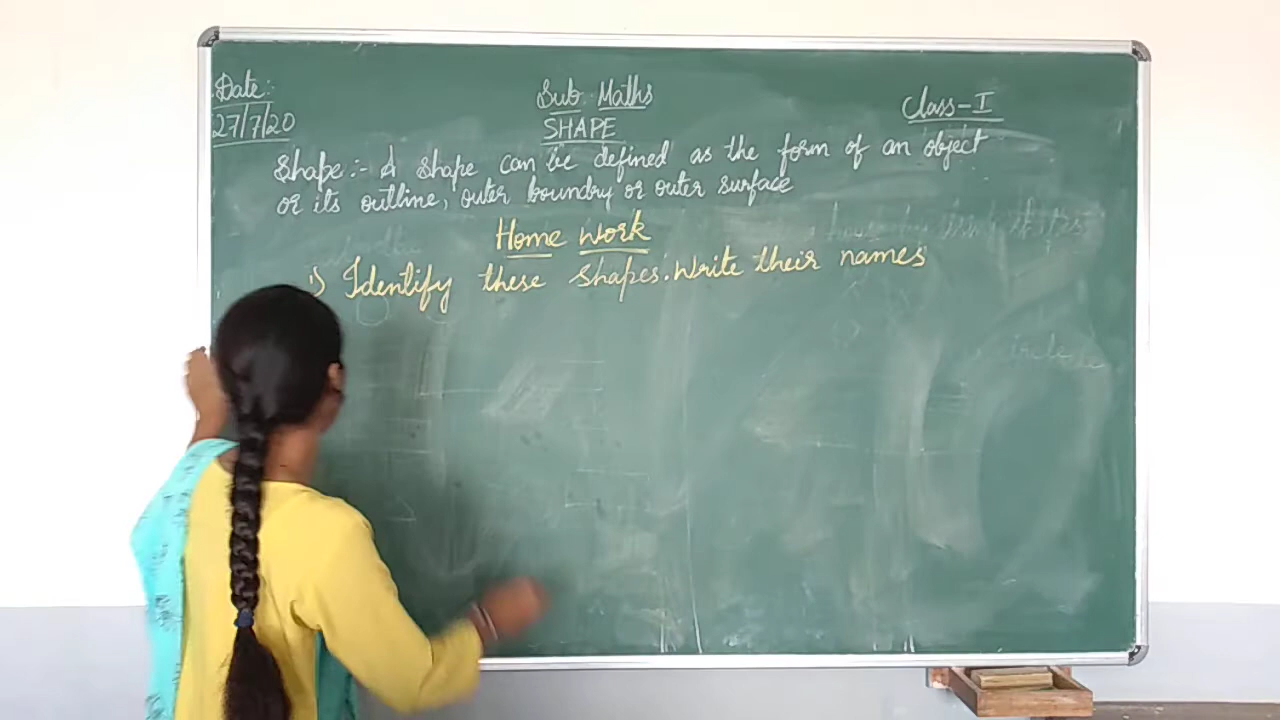 Date:
27/7/20
Sub Maths
SHAPE
Class-I
Shape:- A shape can be defined as the form of an object
or its outline, outer boundry or outer surface
Home Work
1) Identify these shapes. Write their names